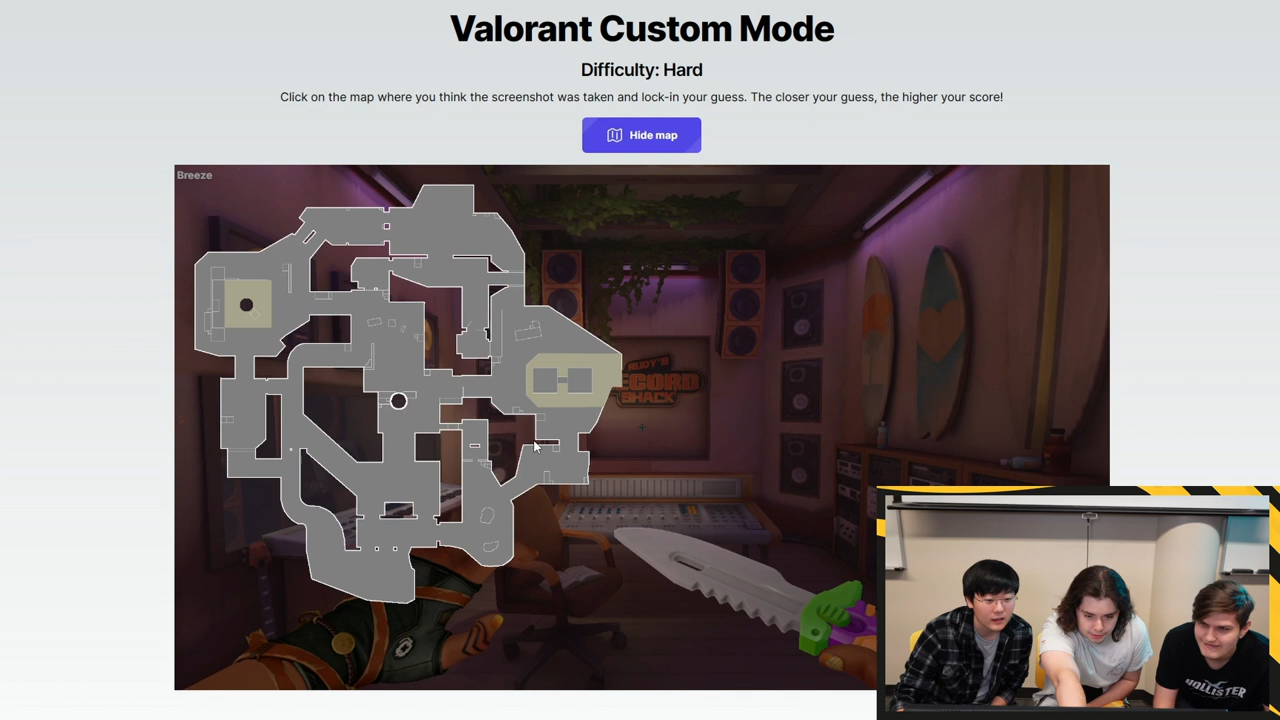 Valorant Custom Mode
Difficulty: Hard
Click on the map where you think the screenshot was taken and lock-in your guess. The closer your guess, the higher your score!
Hide map
Breeze
RUDY'S
RECORD
SHACK
HOLLISTER